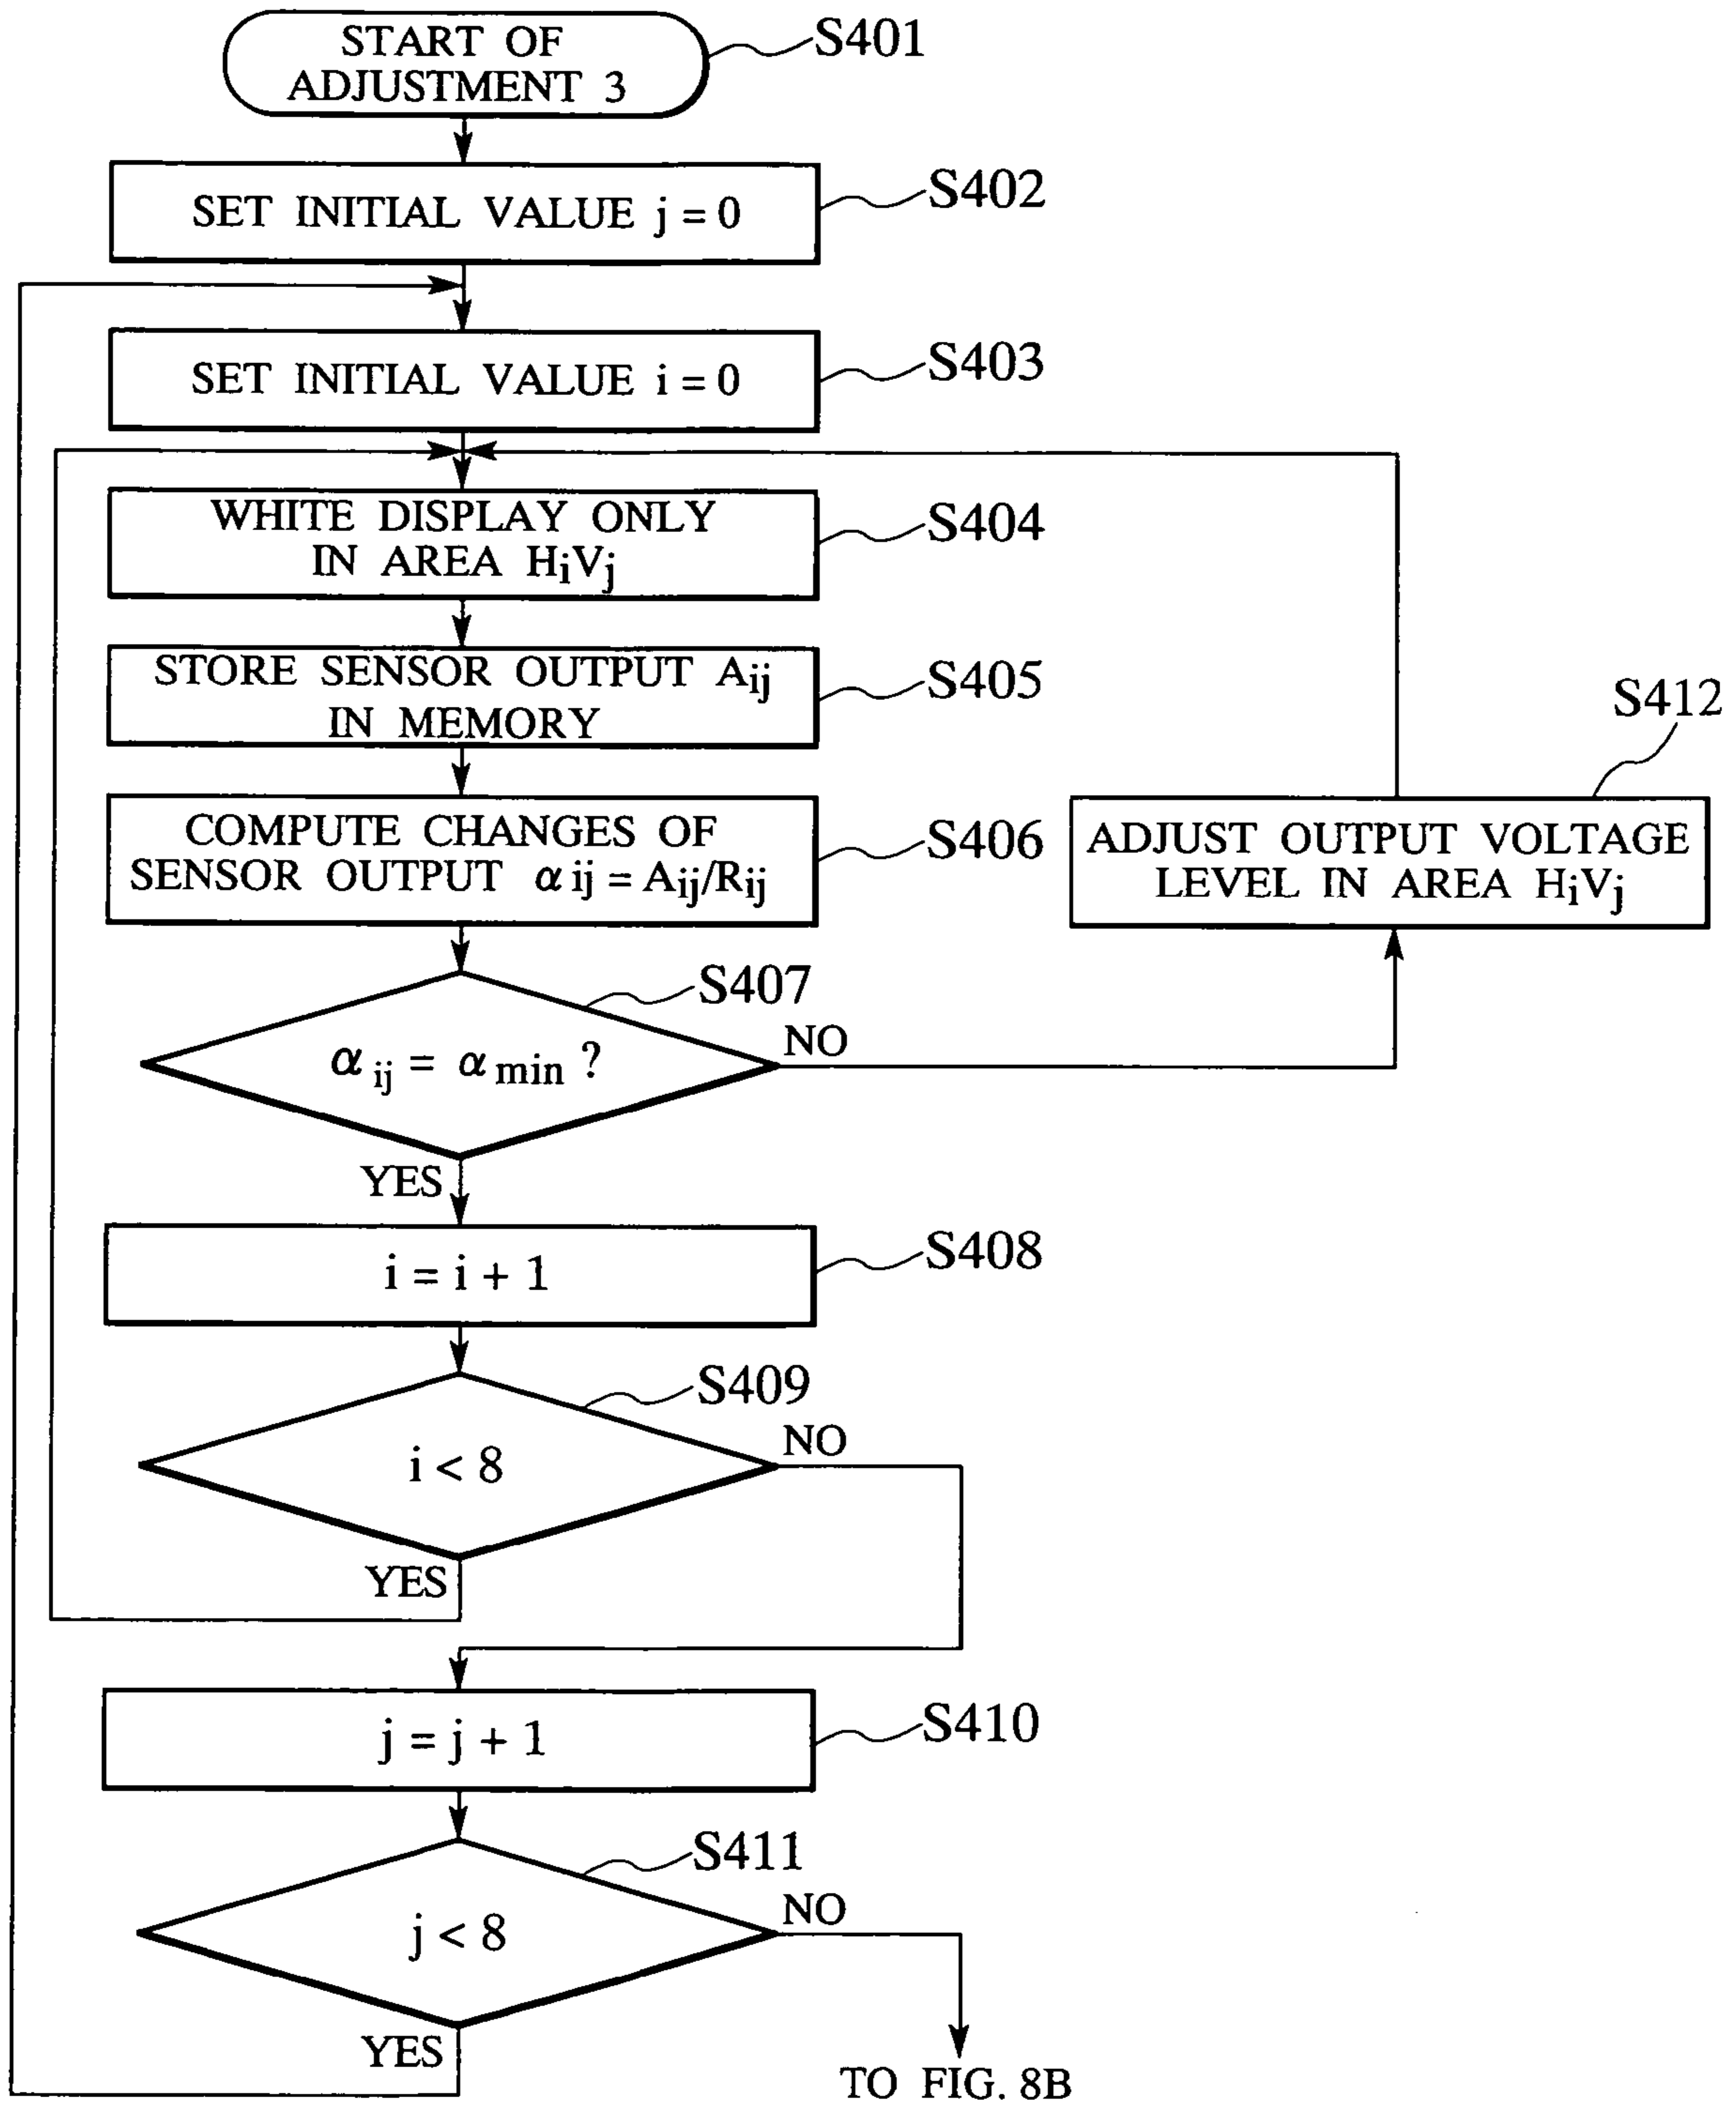 START OF
ADJUSTMENT 3
S401
SET INITIAL VALUE j = 0
S402
SET INITIAL VALUE i = 0
S403
WHITE DISPLAY ONLY
IN AREA HiVj
S404
STORE SENSOR OUTPUT Aij
IN MEMORY
S405
COMPUTE CHANGES OF
SENSOR OUTPUT α ij = Aij/Rij
S406
S412
ADJUST OUTPUT VOLTAGE
LEVEL IN AREA HiVj
S407
α ij = α min ?
NO
YES
i = i + 1
S408
S409
i < 8
NO
YES
j = j + 1
S410
S411
j < 8
NO
YES
TO FIG. 8B